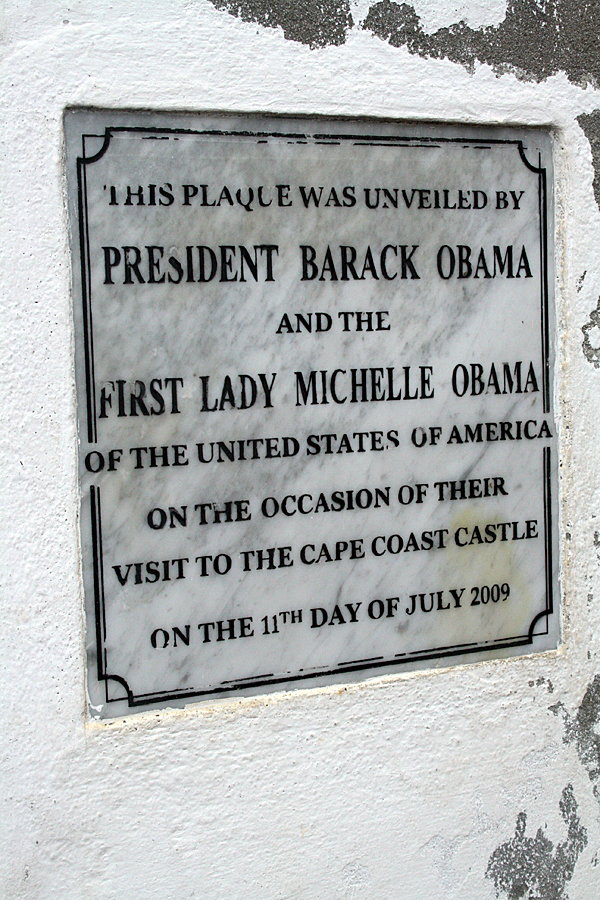 THIS PLAQUE WAS UNVEILED BY
PRESIDENT BARACK OBAMA
AND THE
FIRST LADY MICHELLE OBAMA
OF THE UNITED STATES OF AMERICA
ON THE OCCASION OF THEIR
VISIT TO THE CAPE COAST CASTLE
ON THE 11TH DAY OF JULY 2009